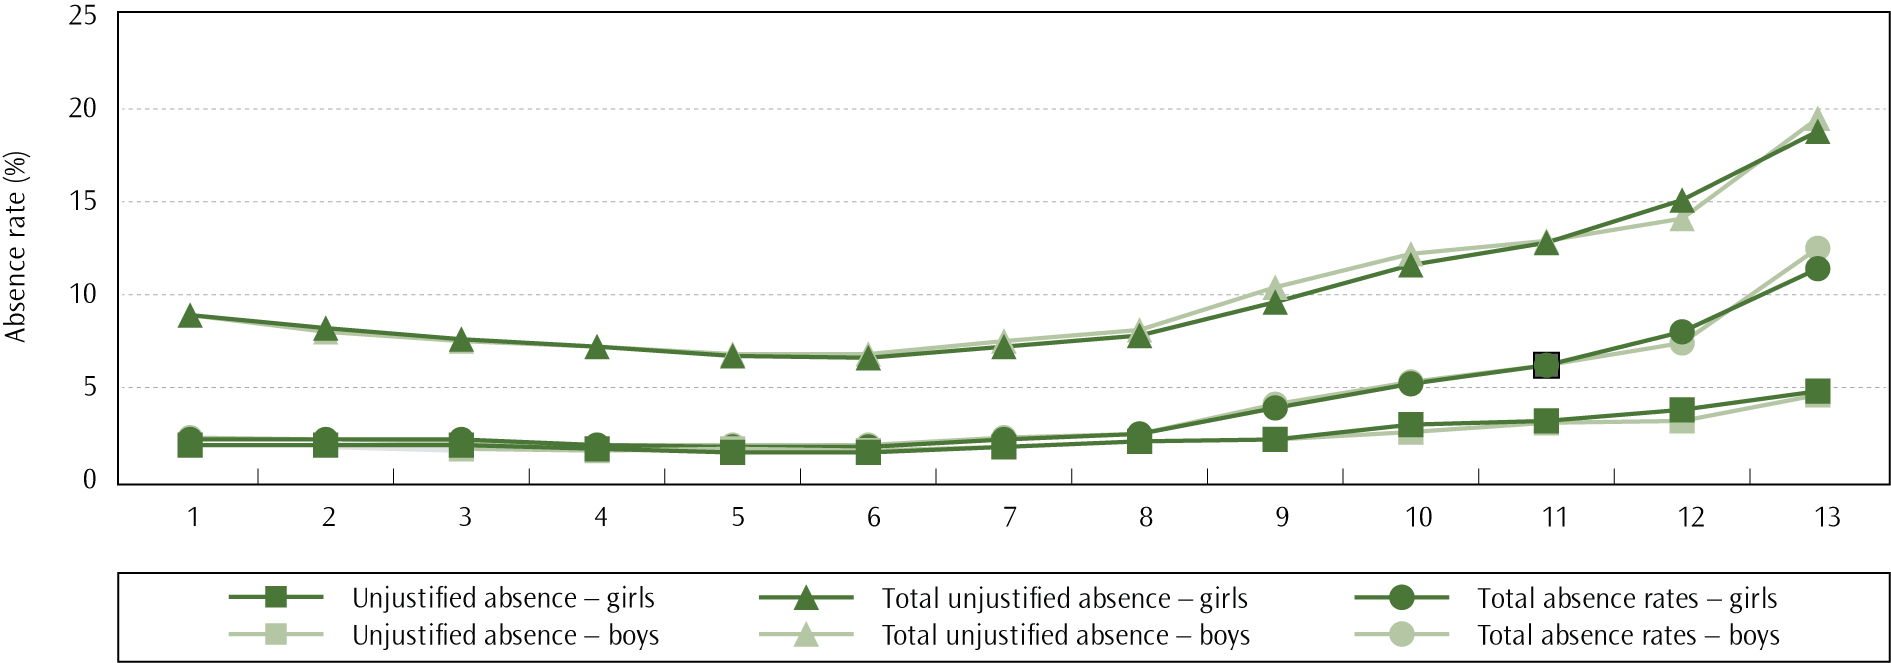 25
20
15
10
5
0
Absence rate (%)
1 2 3 4 5 6 7 8 9 10 11 12 13
Unjustified absence – girls Total unjustified absence – girls Total absence rates – girls
Unjustified absence – boys Total unjustified absence – boys Total absence rates – boys